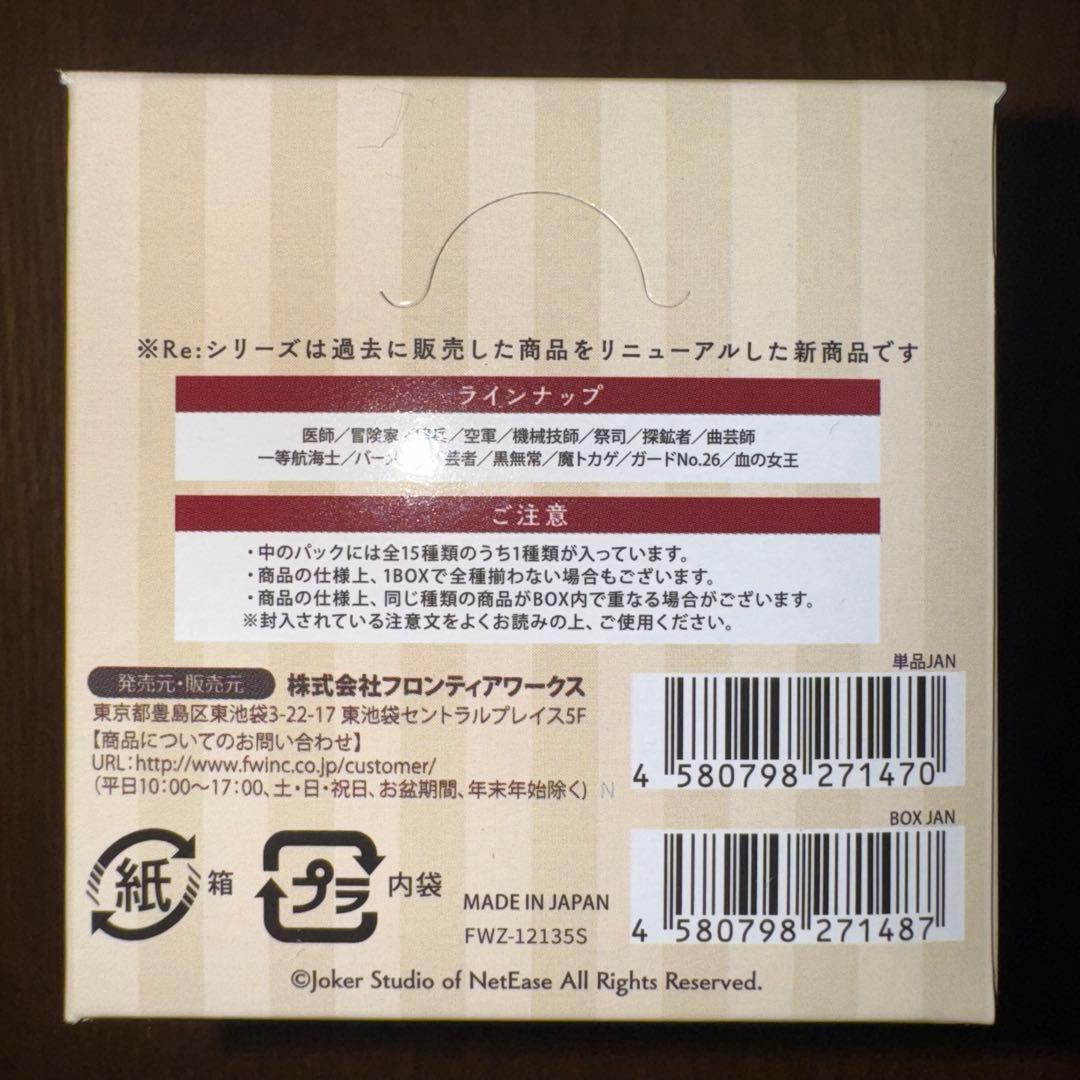 ※Re:シリーズは過去に販売した商品をリニューアルした新商品です
ラインナップ
医師／冒険家／兵／空軍／機械技師／祭司／探鉱者／曲芸師
一等航海士／バー芸者／黒無常／魔トカゲ／ガードNo.26／血の女王
ご注意
・中のパックには全15種類のうち1種類が入っています。
・商品の仕様上、1BOXで全種揃わない場合もございます。
・商品の仕様上、同じ種類の商品がBOX内で重なる場合がございます。
※封入されている注意文をよくお読みの上、ご使用ください。
発売元・販売元 株式会社フロンティアワークス
東京都豊島区東池袋3-22-17 東池袋セントラルプレイス5F
【商品についてのお問い合わせ】
URL：http://www.fwinc.co.jp/customer/
（平日10：00～17：00、土・日・祝日、お盆期間、年末年始除く） N
単品JAN
4 580798 271470
BOX JAN
4 580798 271487
紙 箱
プラ 内袋
MADE IN JAPAN
FWZ-12135S
©Joker Studio of NetEase All Rights Reserved.